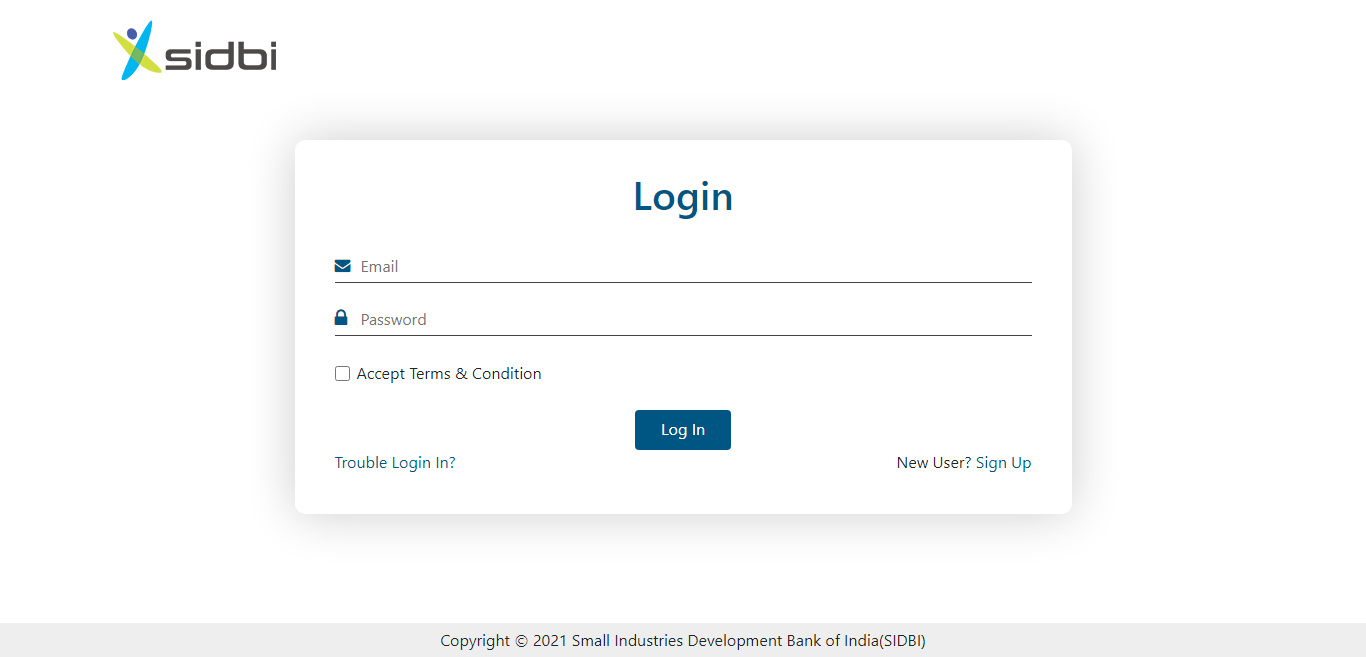 sidbi
Login
Email
Password
Accept Terms & Condition
Log In
Trouble Login In?
New User? Sign Up
Copyright © 2021 Small Industries Development Bank of India(SIDBI)